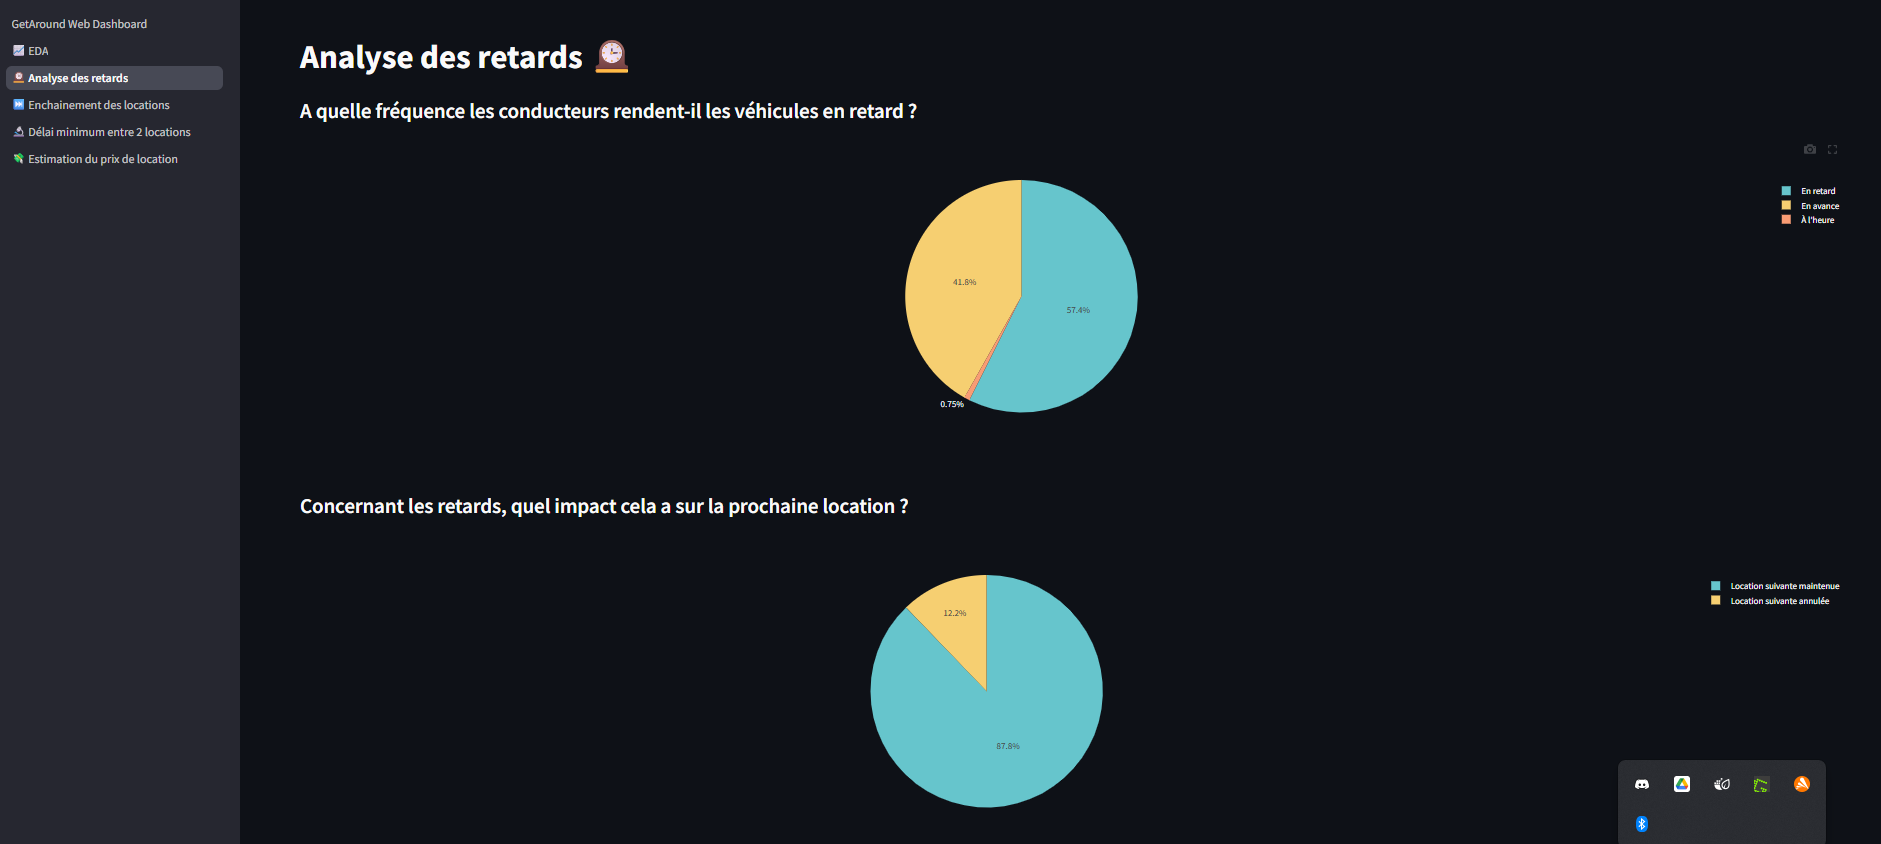 GetAround Web Dashboard
EDA
Analyse des retards
Enchainement des locations
Délai minimum entre 2 locations
Estimation du prix de location
Analyse des retards
A quelle fréquence les conducteurs rendent-il les véhicules en retard ?
En retard
En avance
À l'heure
41.8%
57.4%
0.75%
Concernant les retards, quel impact cela a sur la prochaine location ?
Location suivante maintenue
Location suivante annulée
12.2%
87.8%